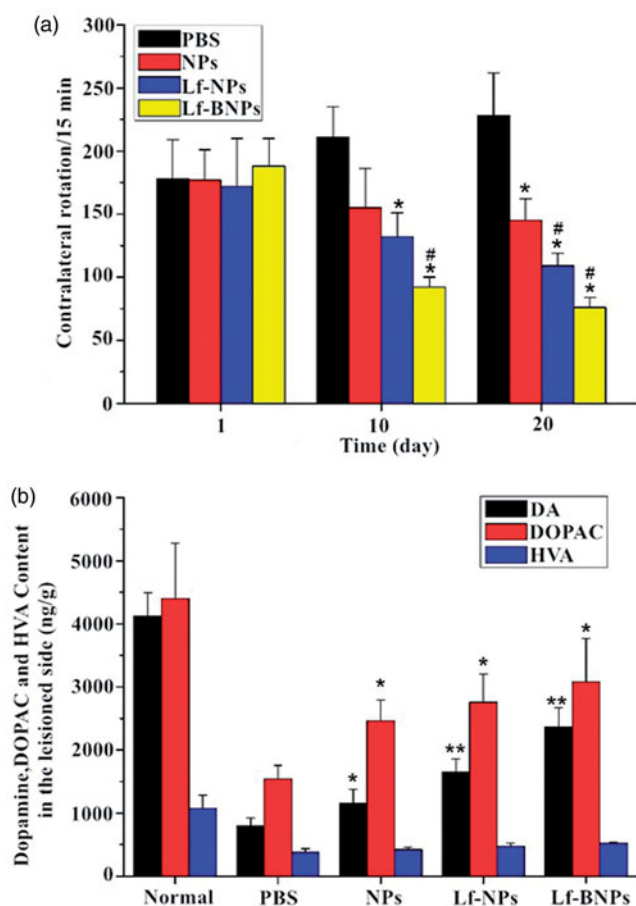 (a)
300
250
200
150
100
50
0
Contralateral rotation/15 min
PBS
NPs
Lf-NPs
Lf-BNPs
*
#
*
*
#
*
#
*
1 10 20
Time (day)
(b)
6000
5000
4000
3000
2000
1000
0
Dopamine,DOPAC and HVA Content
in the leisioned side (ng/g)
DA
DOPAC
HVA
*
*
**
*
**
*
Normal PBS NPs Lf-NPs Lf-BNPs